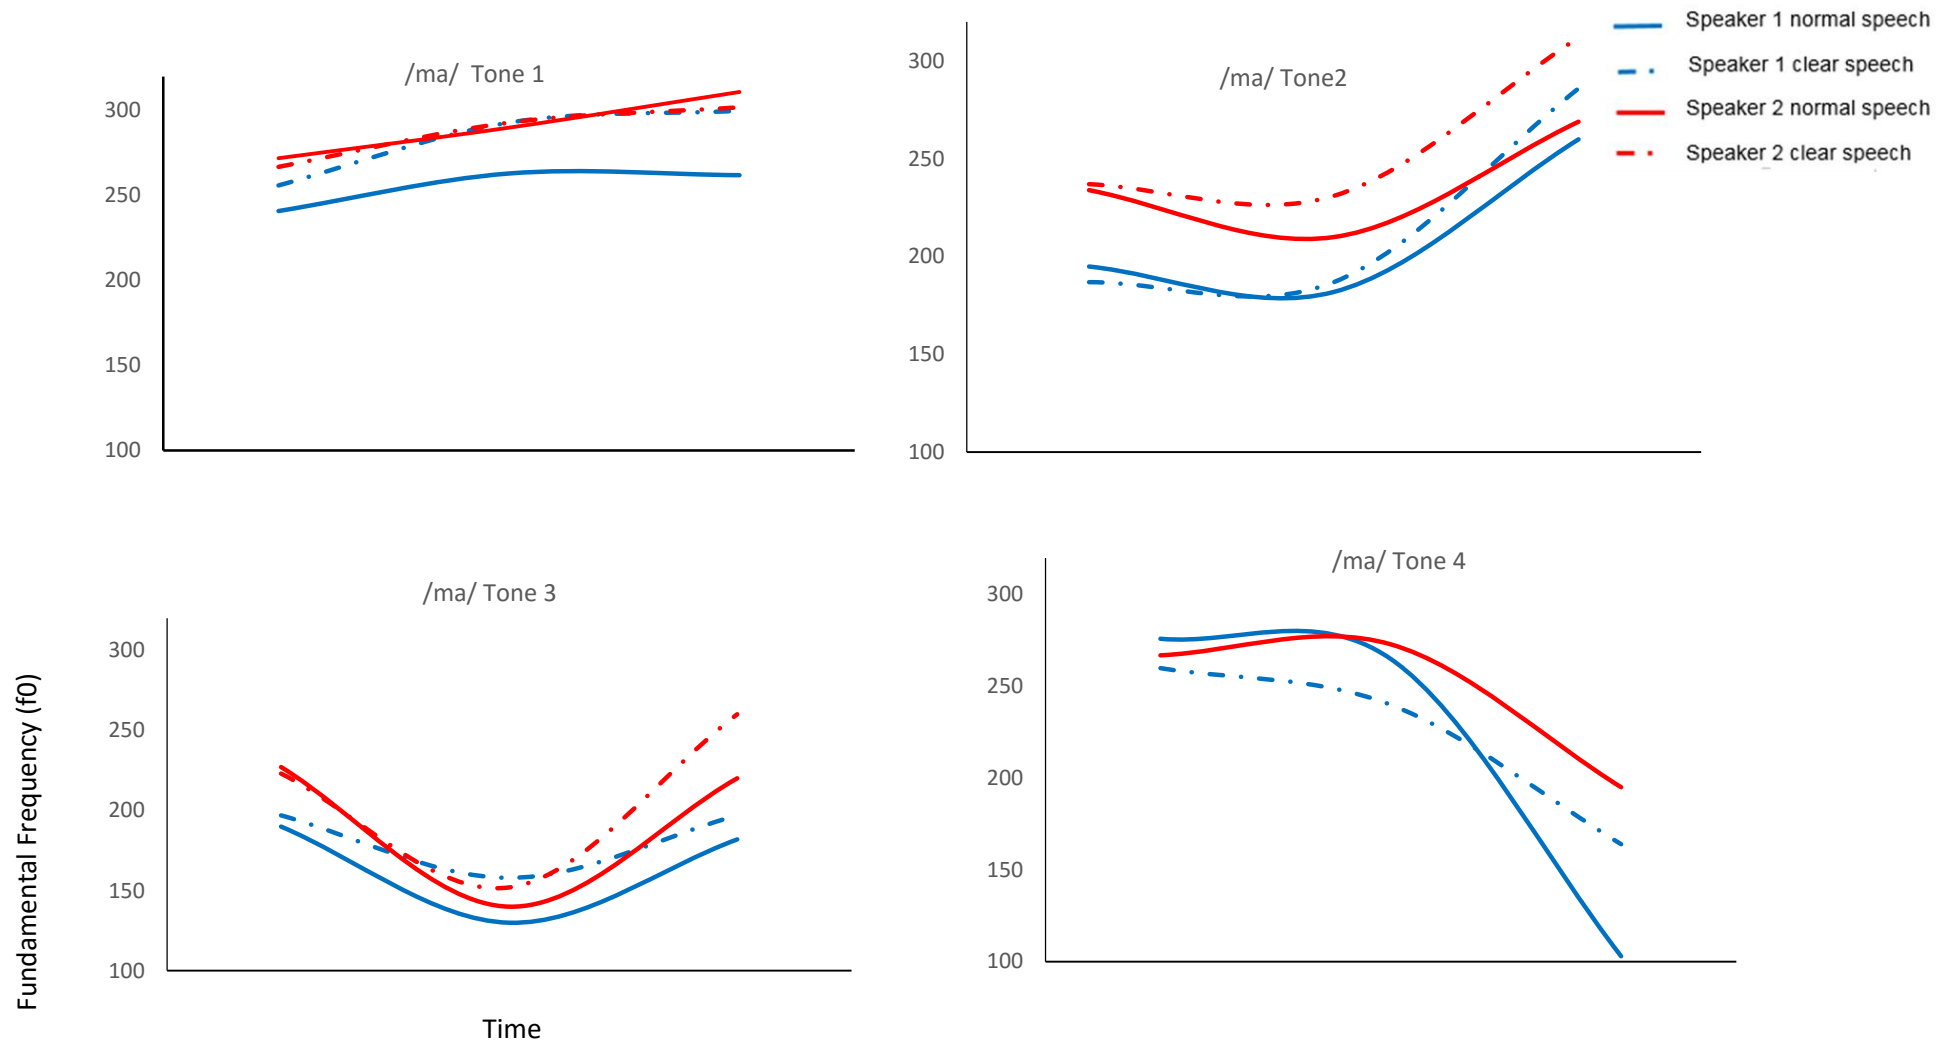 /ma/ Tone 1
300
250
200
150
100
/ma/ Tone2
300
250
200
150
100
Speaker 1 normal speech
Speaker 1 clear speech
Speaker 2 normal speech
Speaker 2 clear speech
/ma/ Tone 3
300
250
200
150
100
/ma/ Tone 4
300
250
200
150
100
Fundamental Frequency (f0)
Time